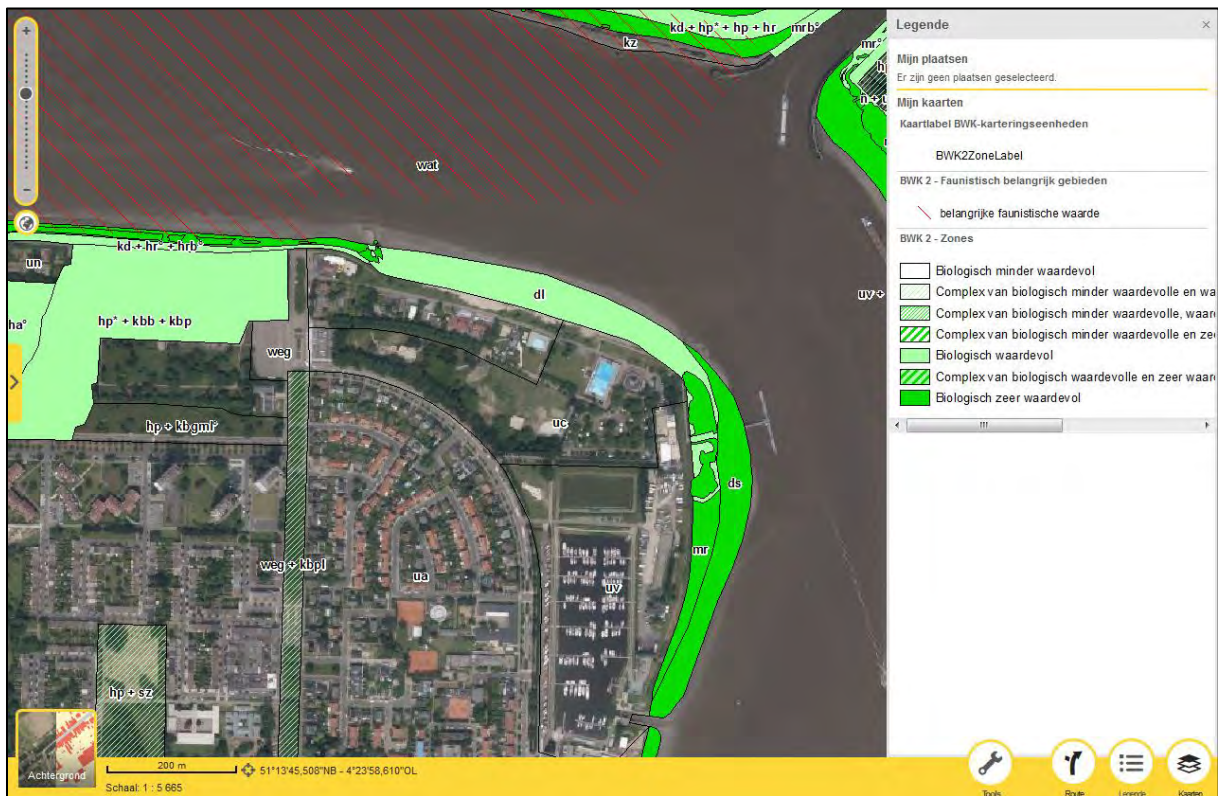 +
−
kd + hp* + hp + hr
mrb°
kz
mr°
wat
kd + hr° + hrb°
un
dl
hp* + kbb + kbp
ha°
weg
uv +
uc
hp + kbgml°
ds
mr
weg + kbpl
ua
uv
hp + sz
Achtergrond
200 m
51°13'45,508"NB - 4°23'58,610"OL
Schaal: 1 : 5 665
Legende
×
Mijn plaatsen
Er zijn geen plaatsen geselecteerd.
Mijn kaarten
Kaartlabel BWK-karteringseenheden
BWK2ZoneLabel
BWK 2 - Faunistisch belangrijk gebieden
belangrijke faunistische waarde
BWK 2 - Zones
Biologisch minder waardevol
Complex van biologisch minder waardevolle en wa
Complex van biologisch minder waardevolle, waarde
Complex van biologisch minder waardevolle en zee
Biologisch waardevol
Complex van biologisch waardevolle en zeer waard
Biologisch zeer waardevol
Tools
Route
Legende
Kaarten